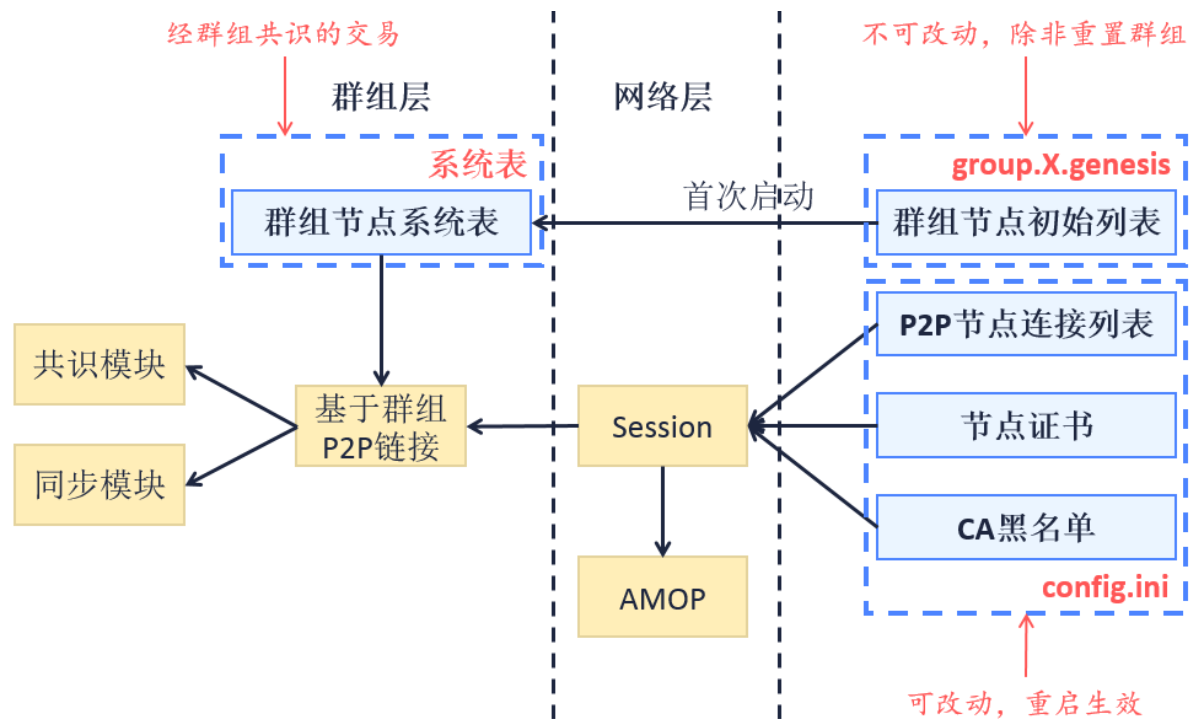 经群组共识的交易
不可改动，除非重置群组
群组层
网络层
系统表
group.X.genesis
首次启动
群组节点系统表
群组节点初始列表
P2P节点连接列表
共识模块
基于群组
P2P链接
Session
节点证书
同步模块
CA黑名单
AMOP
config.ini
可改动，重启生效